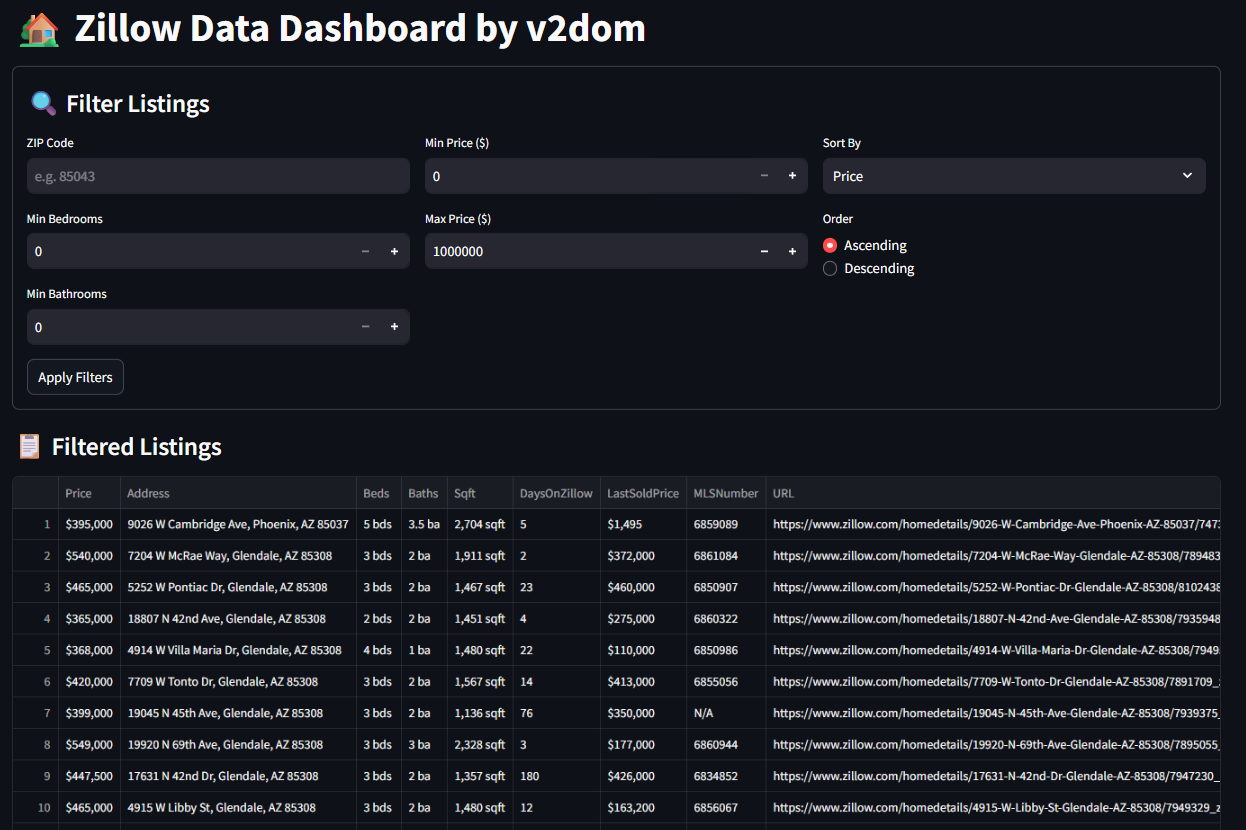 Zillow Data Dashboard by v2dom
Filter Listings
ZIP Code
e.g. 85043
Min Price ($)
0
Sort By
Price
Min Bedrooms
0
Max Price ($)
1000000
Order
Ascending
Descending
Min Bathrooms
0
Apply Filters
Filtered Listings
Price Address Beds Baths Sqft DaysOnZillow LastSoldPrice MLSNumber URL
1 $395,000 9026 W Cambridge Ave, Phoenix, AZ 85037 5 bds 3.5 ba 2,704 sqft 5 $1,495 6859089 https://www.zillow.com/homedetails/9026-W-Cambridge-Ave-Phoenix-AZ-85037/747
2 $540,000 7204 W McRae Way, Glendale, AZ 85308 3 bds 2 ba 1,911 sqft 2 $372,000 6861084 https://www.zillow.com/homedetails/7204-W-McRae-Way-Glendale-AZ-85308/789483
3 $465,000 5252 W Pontiac Dr, Glendale, AZ 85308 3 bds 2 ba 1,467 sqft 23 $460,000 6850907 https://www.zillow.com/homedetails/5252-W-Pontiac-Dr-Glendale-AZ-85308/8102438
4 $365,000 18807 N 42nd Ave, Glendale, AZ 85308 2 bds 2 ba 1,451 sqft 4 $275,000 6860322 https://www.zillow.com/homedetails/18807-N-42nd-Ave-Glendale-AZ-85308/7935948
5 $368,000 4914 W Villa Maria Dr, Glendale, AZ 85308 4 bds 1 ba 1,480 sqft 22 $110,000 6850986 https://www.zillow.com/homedetails/4914-W-Villa-Maria-Dr-Glendale-AZ-85308/7949
6 $420,000 7709 W Tonto Dr, Glendale, AZ 85308 3 bds 2 ba 1,567 sqft 14 $413,000 6855056 https://www.zillow.com/homedetails/7709-W-Tonto-Dr-Glendale-AZ-85308/7891709_
7 $399,000 19045 N 45th Ave, Glendale, AZ 85308 3 bds 2 ba 1,136 sqft 76 $350,000 N/A https://www.zillow.com/homedetails/19045-N-45th-Ave-Glendale-AZ-85308/7939375_
8 $549,000 19920 N 69th Ave, Glendale, AZ 85308 3 bds 3 ba 2,328 sqft 3 $177,000 6860944 https://www.zillow.com/homedetails/19920-N-69th-Ave-Glendale-AZ-85308/7895055_
9 $447,500 17631 N 42nd Dr, Glendale, AZ 85308 3 bds 2 ba 1,357 sqft 180 $426,000 6834852 https://www.zillow.com/homedetails/17631-N-42nd-Dr-Glendale-AZ-85308/7947230_
10 $465,000 4915 W Libby St, Glendale, AZ 85308 3 bds 2 ba 1,480 sqft 12 $163,200 6856067 https://www.zillow.com/homedetails/4915-W-Libby-St-Glendale-AZ-85308/7949329_z